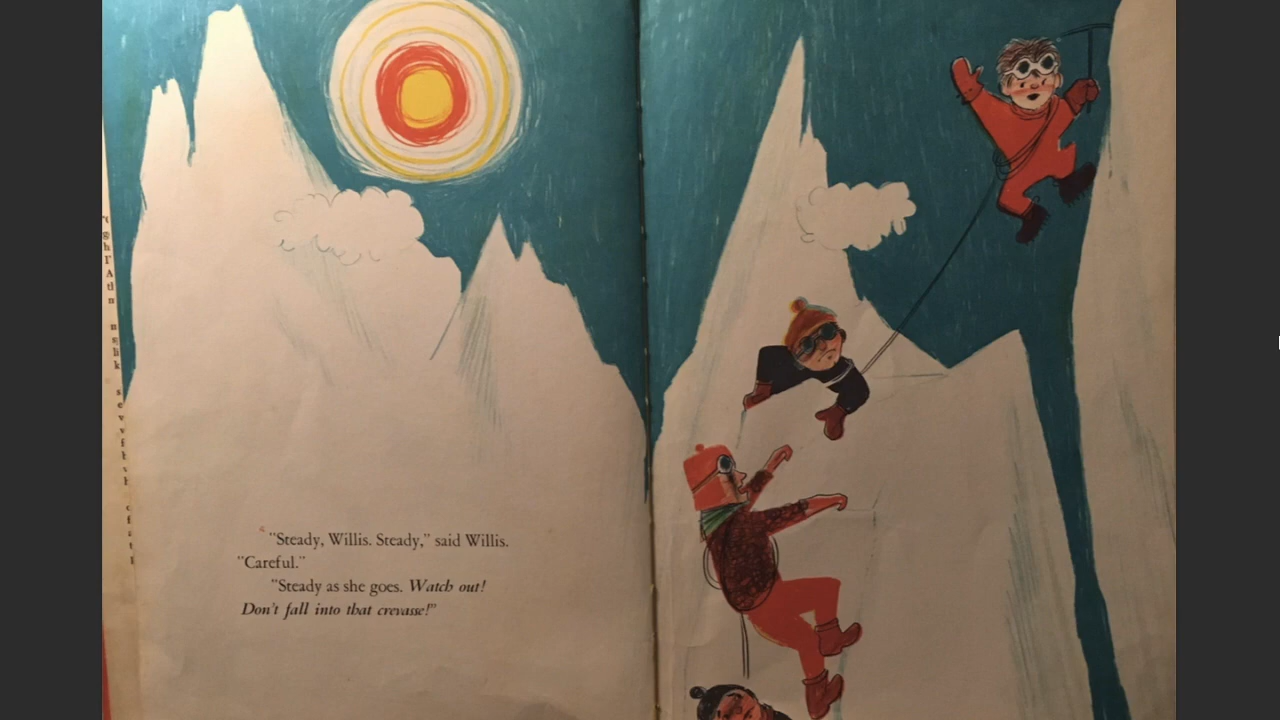 "Steady, Willis. Steady," said Willis.
"Careful."
"Steady as she goes. Watch out!
Don't fall into that crevasse!"